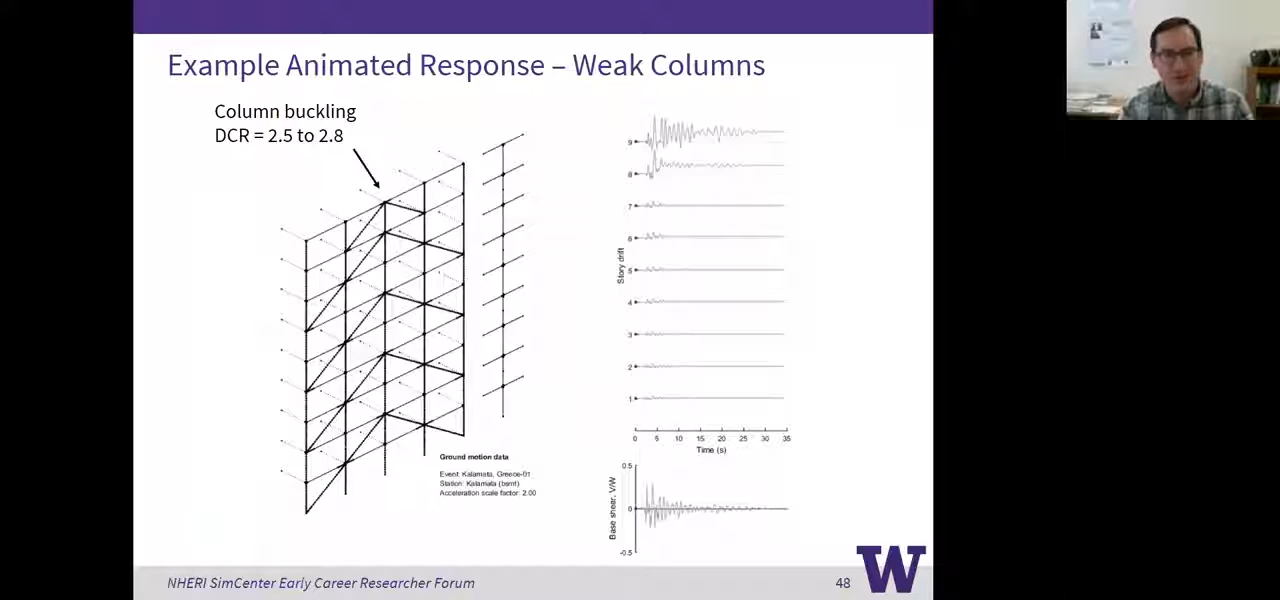 Example Animated Response – Weak Columns
Column buckling
DCR = 2.5 to 2.8
9
8
7
6
5
4
3
2
1
Story drift
0 5 10 15 20 25 30 35
Time (s)
Ground motion data
Event: Kalamata, Greece-01
Station: Kalamata (bsmt)
Acceleration scale factor: 2.00
0.5
0
-0.5
Base shear, V/W
NHERI SimCenter Early Career Researcher Forum
48
W